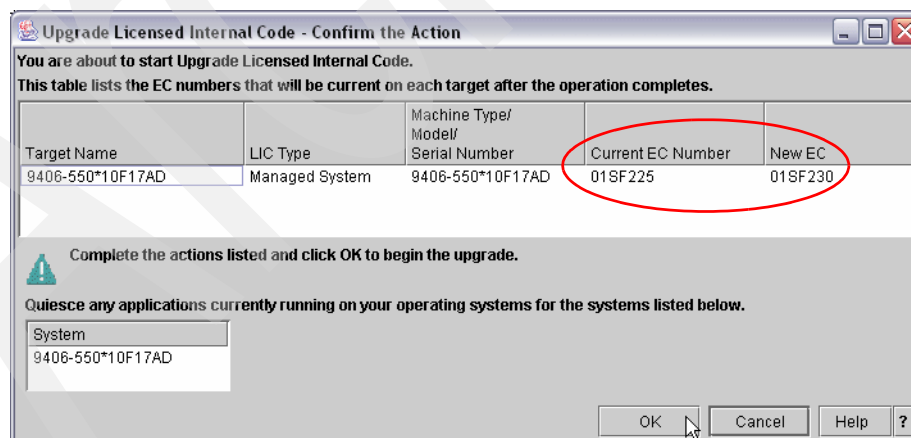 Upgrade Licensed Internal Code - Confirm the Action
You are about to start Upgrade Licensed Internal Code.
This table lists the EC numbers that will be current on each target after the operation completes.
Machine Type/
Model/
Target Name LIC Type Serial Number Current EC Number New EC
9406-550*10F17AD Managed System 9406-550*10F17AD 01SF225 01SF230
Complete the actions listed and click OK to begin the upgrade.
Quiesce any applications currently running on your operating systems for the systems listed below.
System
9406-550*10F17AD
OK Cancel Help ?